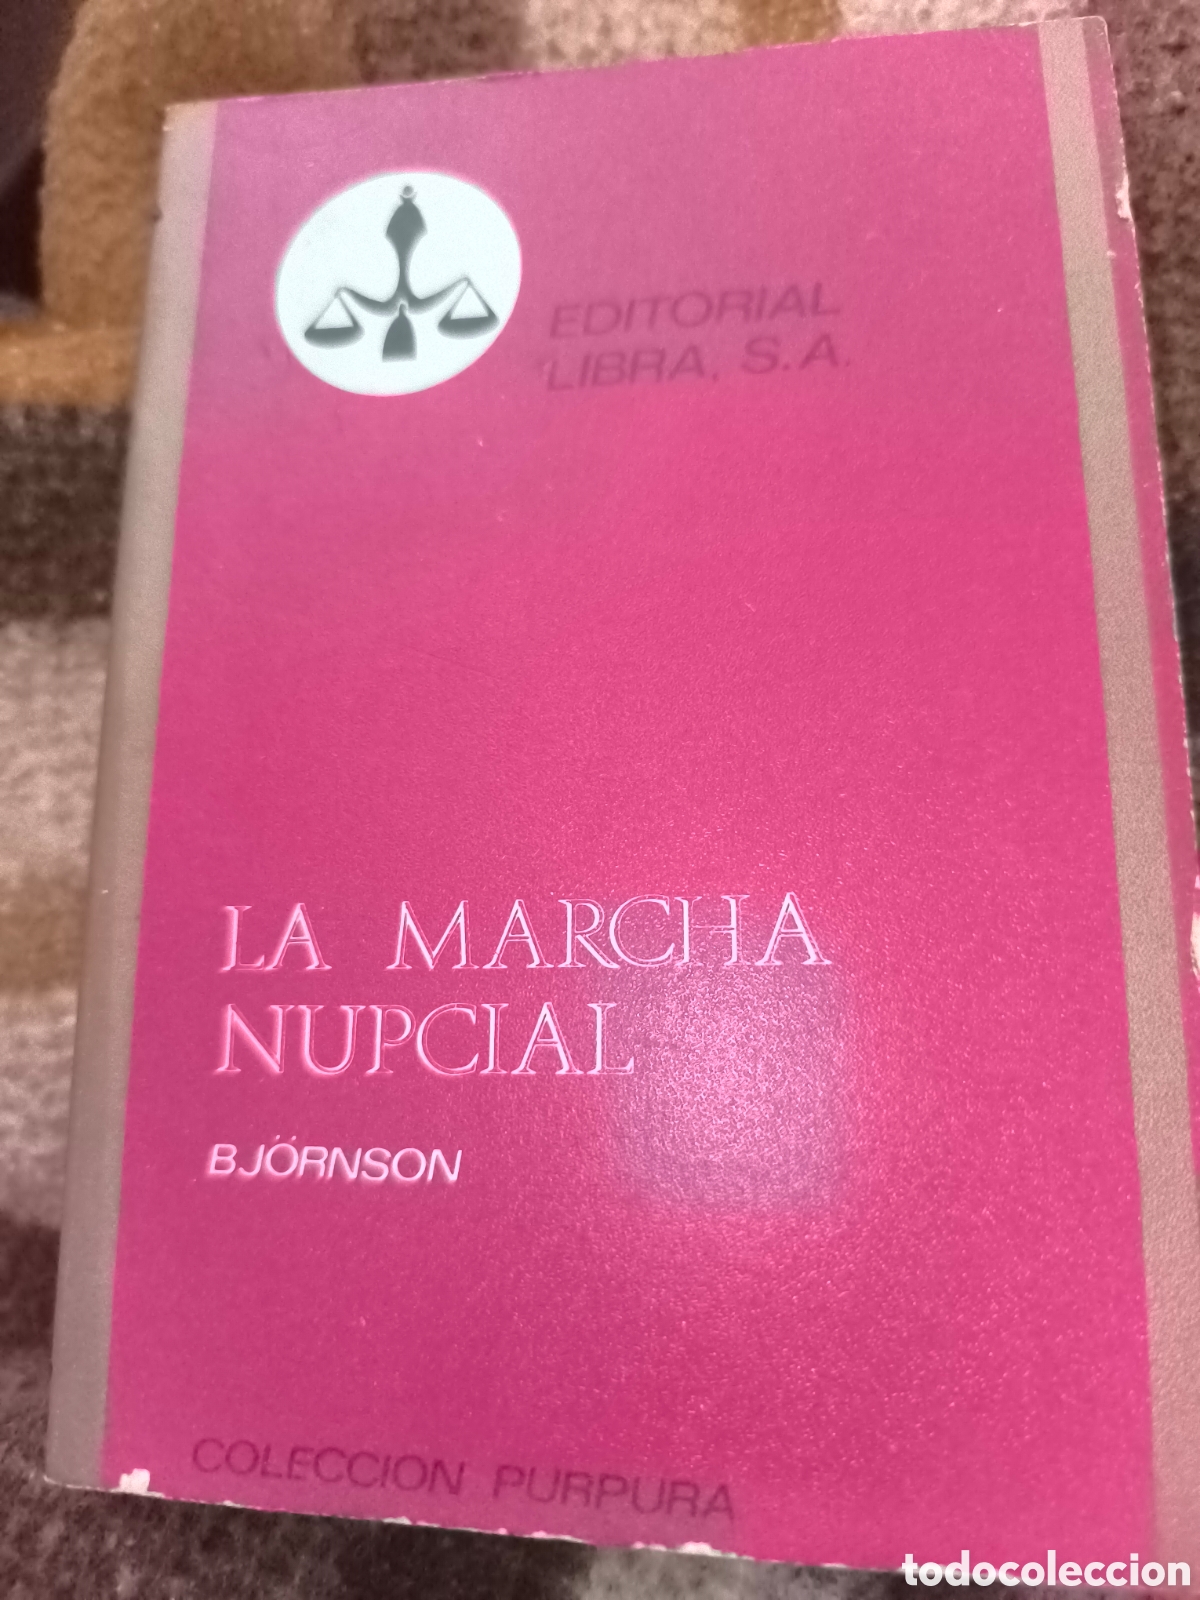 EDITORIAL
LIBRA, S.A.
LA MARCHA
NUPCIAL
BJÖRNSON
COLECCION PURPURA
todocoleccion